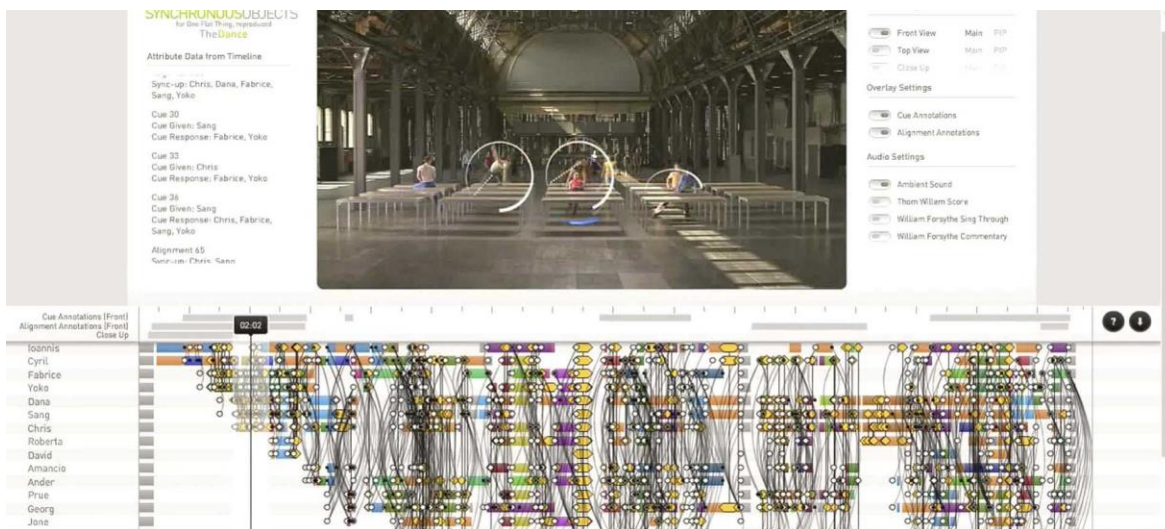 SYNCHRONOUSOBJECTS
for One Flat Thing, reproduced
TheDance
Attribute Data from Timeline
Sync-up: Chris, Dana, Fabrice,
Sang, Yoko
Cue 30
Cue Given: Sang
Cue Response: Fabrice, Yoko
Cue 33
Cue Given: Chris
Cue Response: Fabrice, Yoko
Cue 36
Cue Given: Sang
Cue Response: Chris, Fabrice,
Sang, Yoko
Alignment 65
Sync-up: Chris, Sang
Front View Main PIP
Top View Main PIP
Close Up Main
Overlay Settings
Cue Annotations
Alignment Annotations
Audio Settings
Ambient Sound
Thom Willem Score
William Forsythe Sing Through
William Forsythe Commentary
Cue Annotations (Front)
Alignment Annotations (Front)
Close Up
02:02
?
Ioannis
Cyril
Fabrice
Yoko
Dana
Sang
Chris
Roberta
David
Amancio
Ander
Prue
Georg
Jone